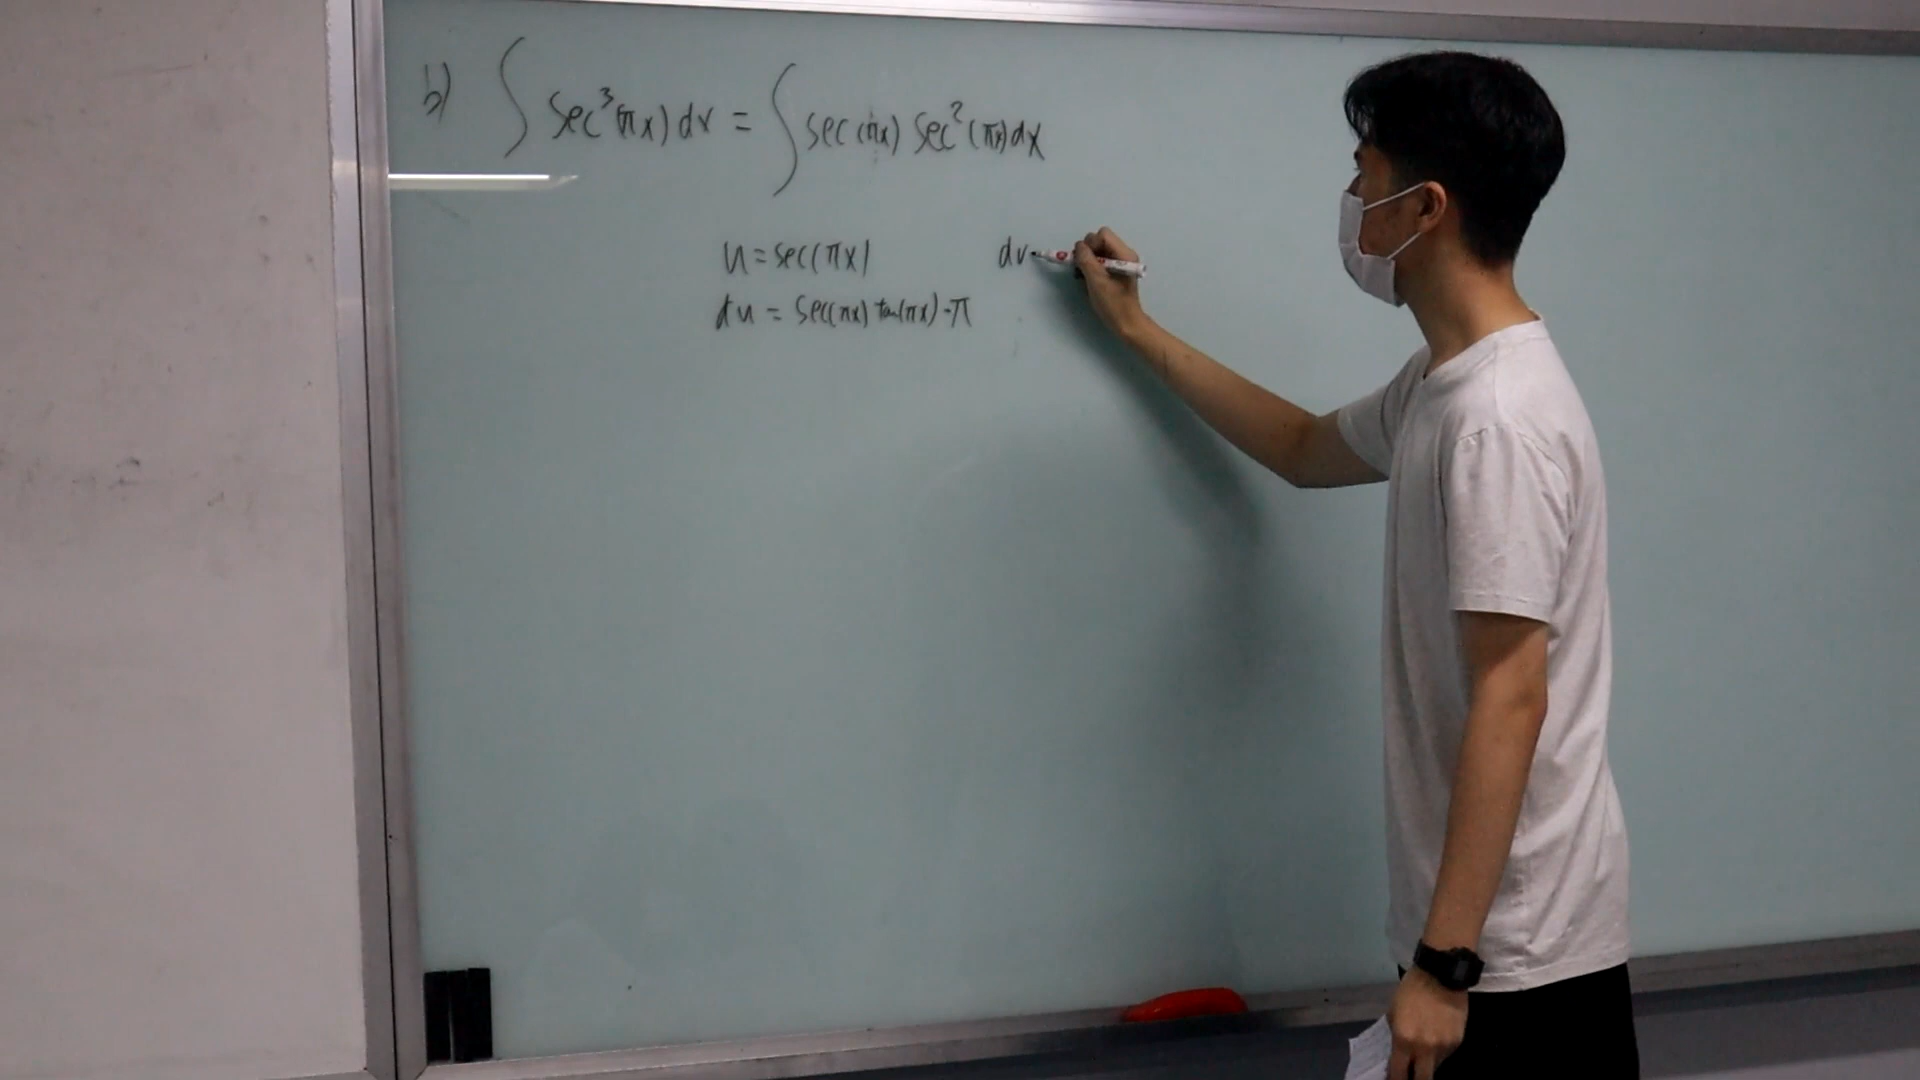 b) ∫ sec³(πx) dx = ∫ sec(πx) sec²(πx) dx
u = sec(πx)
dv
du = sec(πx) tan(πx) · π